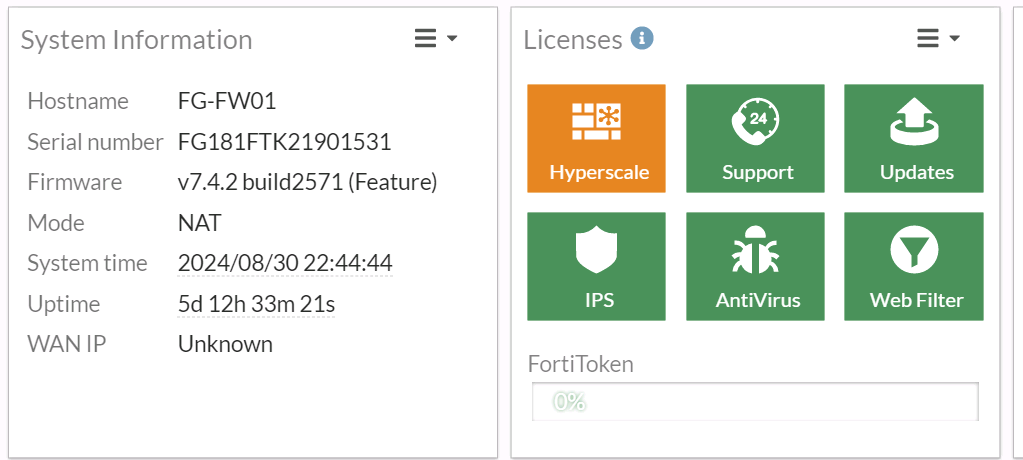 System Information
Hostname FG-FW01
Serial number FG181FTK21901531
Firmware v7.4.2 build2571 (Feature)
Mode NAT
System time 2024/08/30 22:44:44
Uptime 5d 12h 33m 21s
WAN IP Unknown
Licenses
Hyperscale
24
Support
Updates
IPS
AntiVirus
Web Filter
FortiToken
0%